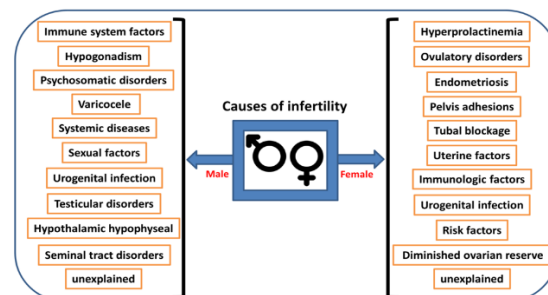 Immune system factors
Hypogonadism
Psychosomatic disorders
Varicocele
Systemic diseases
Sexual factors
Urogenital infection
Testicular disorders
Hypothalamic hypophyseal
Seminal tract disorders
unexplained
Causes of infertility
Male
Female
Hyperprolactinemia
Ovulatory disorders
Endometriosis
Pelvis adhesions
Tubal blockage
Uterine factors
Immunologic factors
Urogenital infection
Risk factors
Diminished ovarian reserve
unexplained